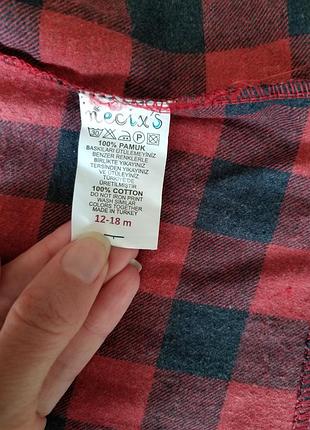 necix's
30 P
100% PAMUK
BASKILARI ÜTÜLEMEYİNİZ
BENZER RENKLERLE
BİRLİKTE YIKAYINIZ
TERSİNDEN YIKAYINIZ
VE ÜTÜLEYİNİZ
TÜRKİYE'DE
ÜRETİLMİŞTİR
100% COTTON
DO NOT IRON PRINT
WASH SIMILAR
COLORS TOGETHER
MADE IN TURKEY
12-18 m